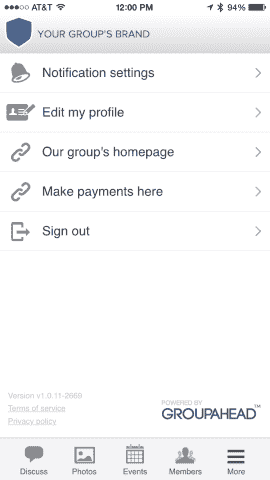 AT&T 12:00 PM 94%
YOUR GROUP'S BRAND
Notification settings
Edit my profile
Our group's homepage
Make payments here
Sign out
Version v1.0.11-2668
Terms of service
Privacy policy
POWERED BY
GROUPAHEAD™
Discuss Photos Events Members More